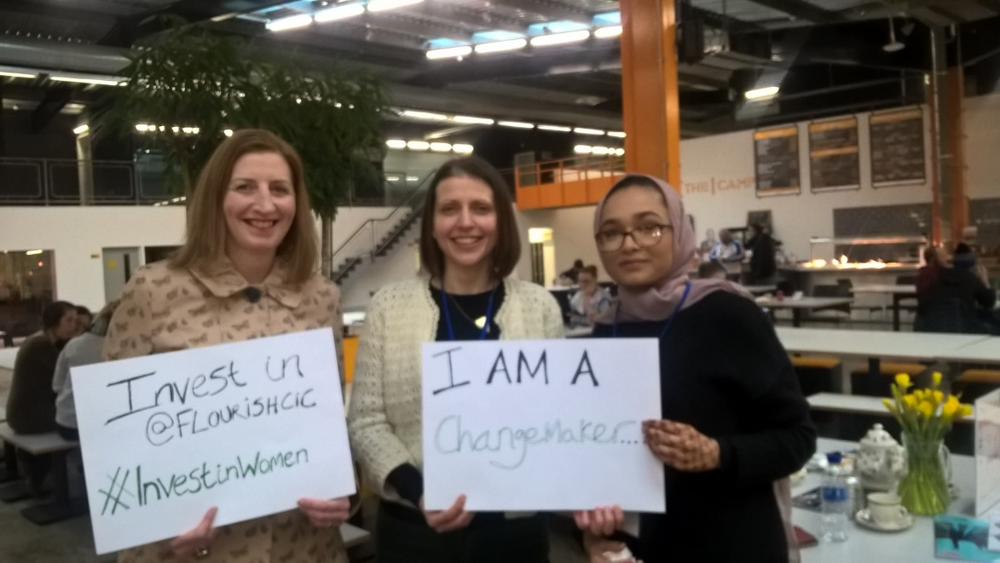 Invest in
@FLOURISHCIC
#InvestinWomen
I AM A
ChangeMaker...
THE|CAMP